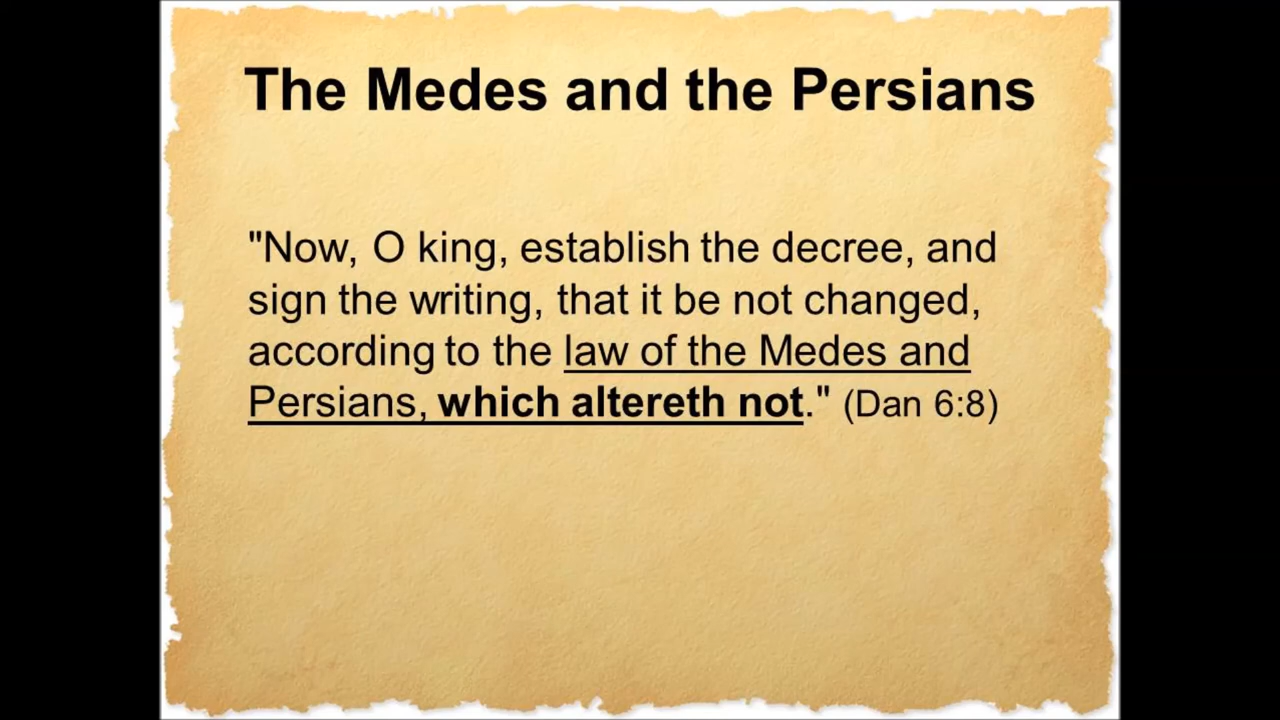 The Medes and the Persians
"Now, O king, establish the decree, and
sign the writing, that it be not changed,
according to the law of the Medes and
Persians, which altereth not." (Dan 6:8)